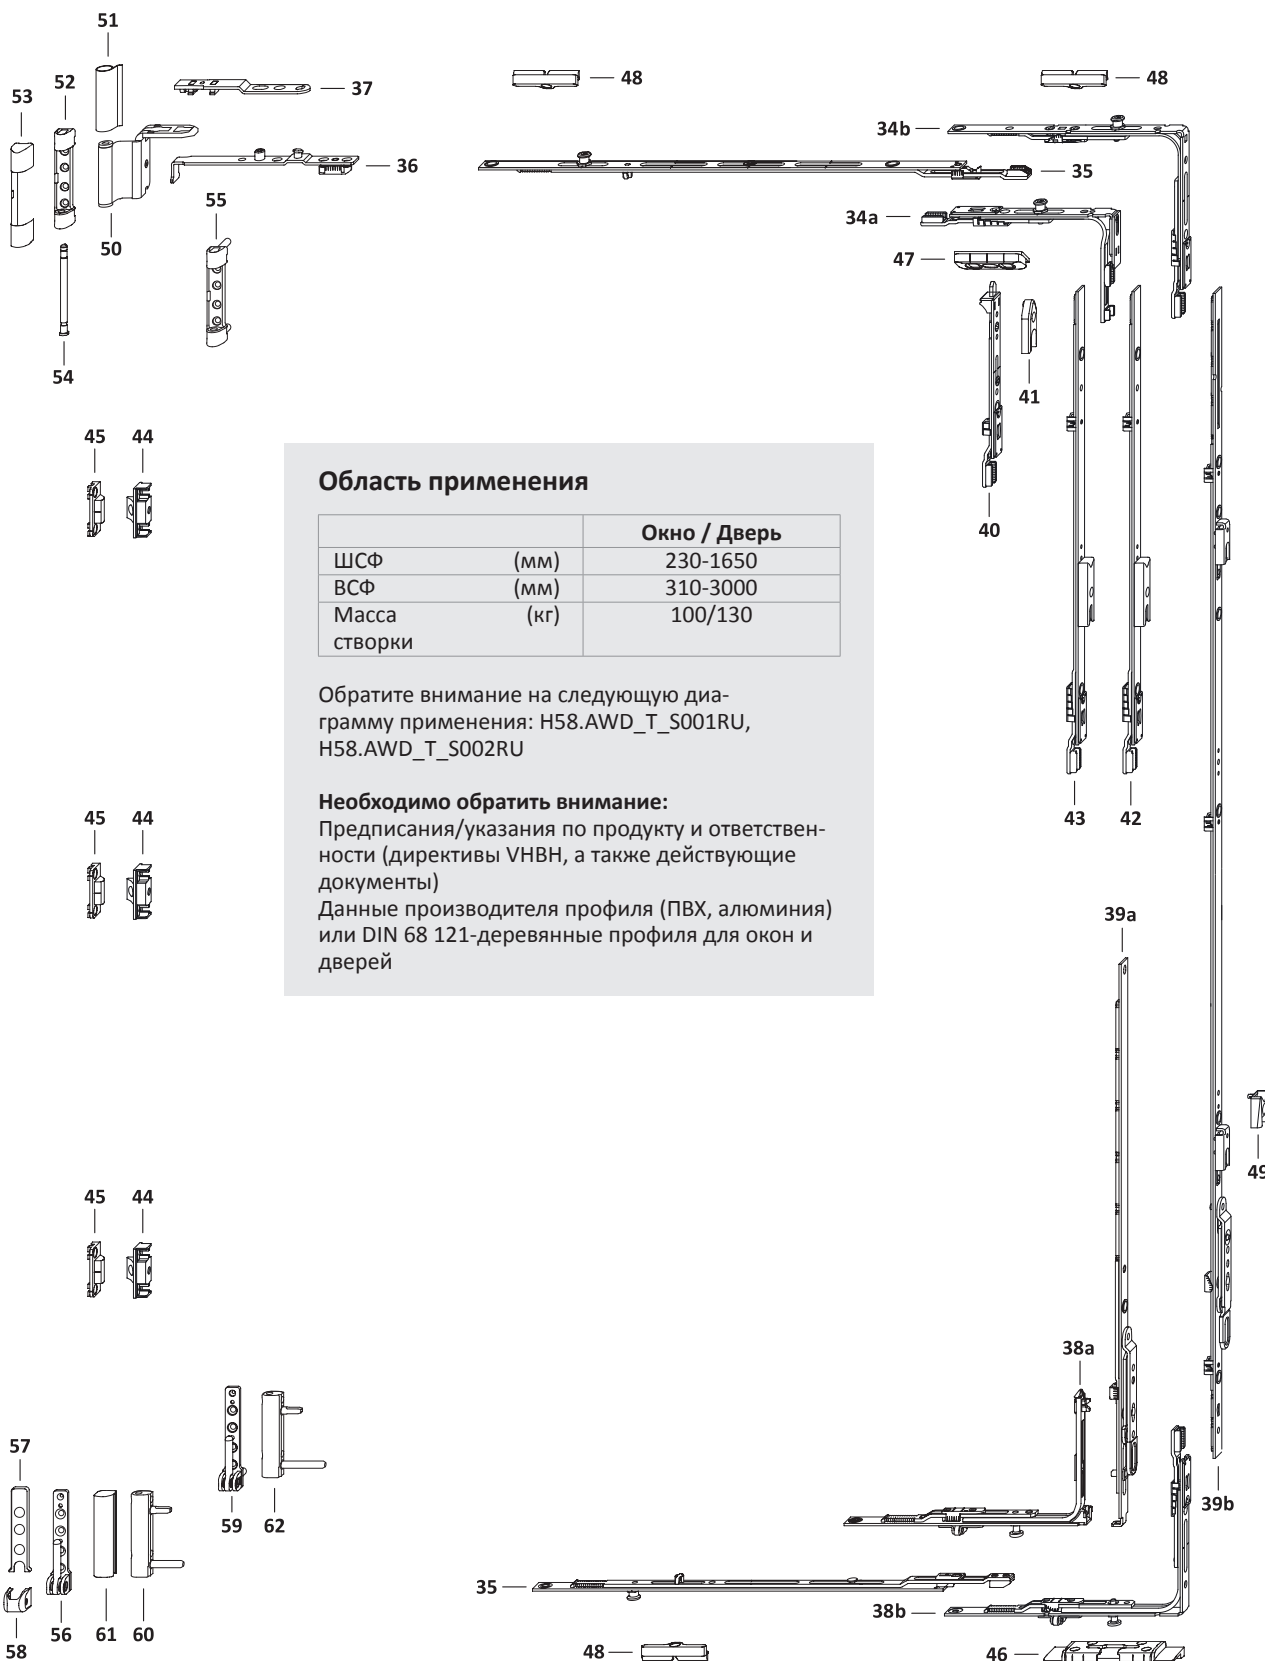 51
53
52
37
48
48
34b
36
35
55
34a
50
47
54
41
45
44
40
43
42
Область применения
Окно / Дверь
ШСФ (мм) 230-1650
ВСФ (мм) 310-3000
Масса створки (кг) 100/130
Обратите внимание на следующую диа-
грамму применения: H58.AWD_T_S001RU,
H58.AWD_T_S002RU
Необходимо обратить внимание:
Предписания/указания по продукту и ответствен-
ности (директивы VHBH, а также действующие
документы)
Данные производителя профиля (ПВХ, алюминия)
или DIN 68 121-деревянные профиля для окон и
дверей
45
44
39a
49
45
44
38a
57
59
62
39b
35
38b
58
56
61
60
48
46